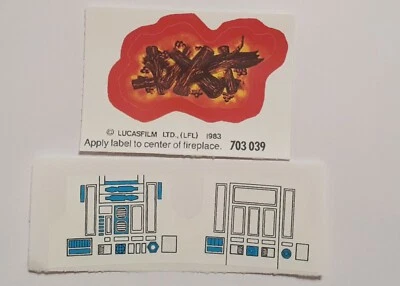 © LUCASFILM LTD., (LFL) 1983
Apply label to center of fireplace. 703 039